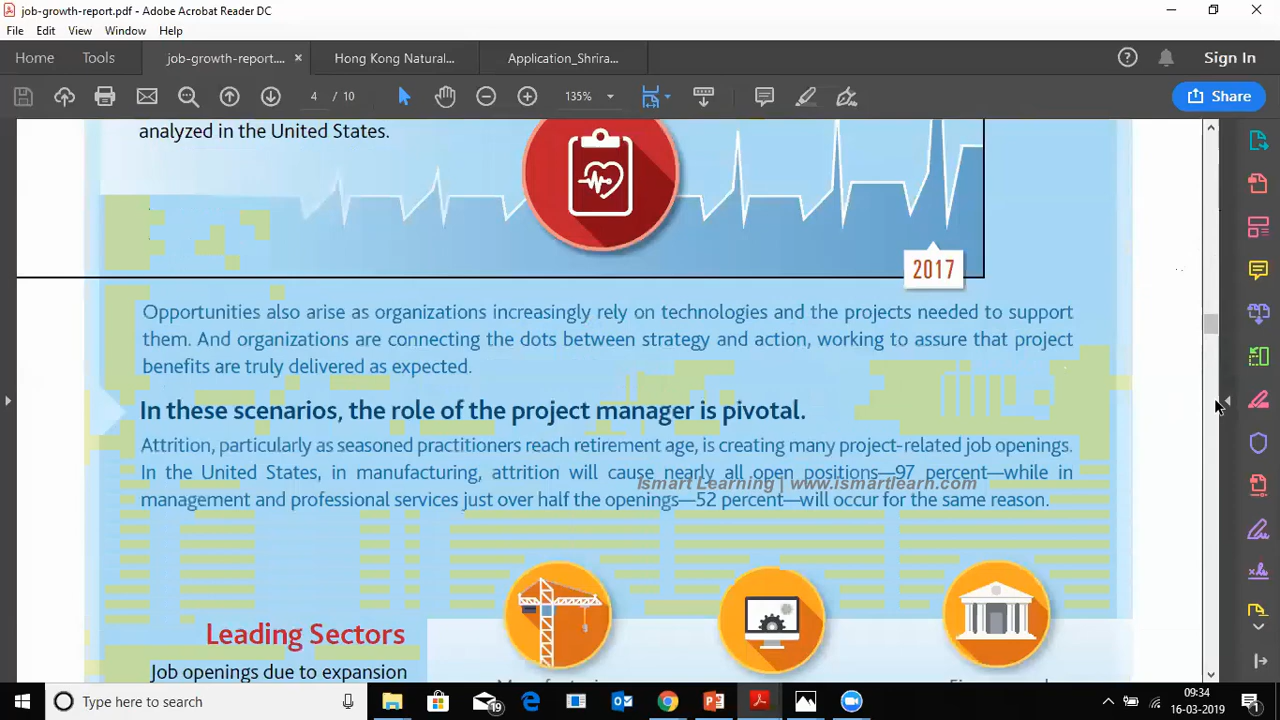 job-growth-report.pdf - Adobe Acrobat Reader DC
File Edit View Window Help
Home Tools job-growth-report.... × Hong Kong Natural... Application_Shrira... Sign In
4 / 10 135% Share
analyzed in the United States.
2017
Opportunities also arise as organizations increasingly rely on technologies and the projects needed to support
them. And organizations are connecting the dots between strategy and action, working to assure that project
benefits are truly delivered as expected.
In these scenarios, the role of the project manager is pivotal.
Attrition, particularly as seasoned practitioners reach retirement age, is creating many project-related job openings.
In the United States, in manufacturing, attrition will cause nearly all open positions—97 percent—while in
Ismart Learning | www.ismartlearn.com
management and professional services just over half the openings—52 percent—will occur for the same reason.
Leading Sectors
Job openings due to expansion
Type here to search
19
09:34
16-03-2019
1